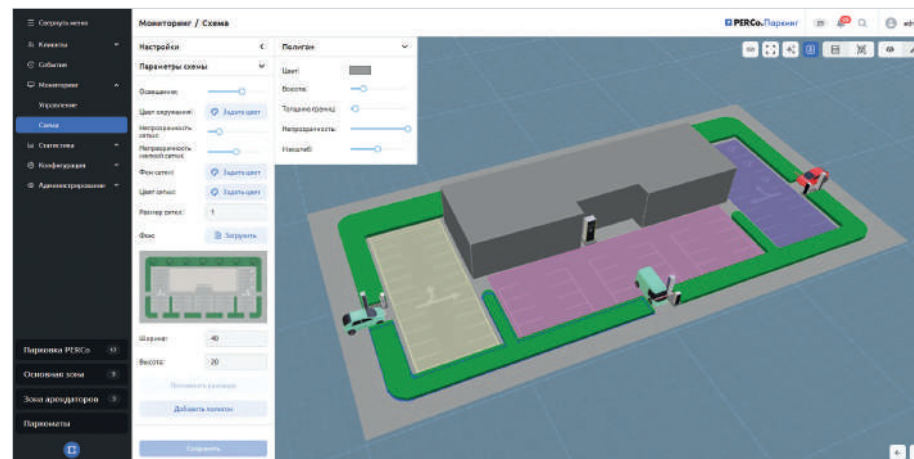 Свернуть меню
Клиенты
События
Мониторинг
Управление
Схема
Статистика
Конфигурация
Администрирование
Парковка PERCo
Основная зона
Зона арендаторов
Паркоматы
Мониторинг / Схема
PERCo.Паркинг
Настройки
Параметры схемы
Освещение:
Цвет окружения: Задать цвет
Непрозрачность
сетки:
Непрозрачность
мелкой сетки:
Фон сетки: Задать цвет
Цвет сетки: Задать цвет
Размер сетки: 1
Фон: Загрузить
Ширина: 40
Высота: 20
Добавить полигон
Сохранить
Полигон
Цвет:
Высота:
Толщина границ:
Непрозрачность:
Масштаб: